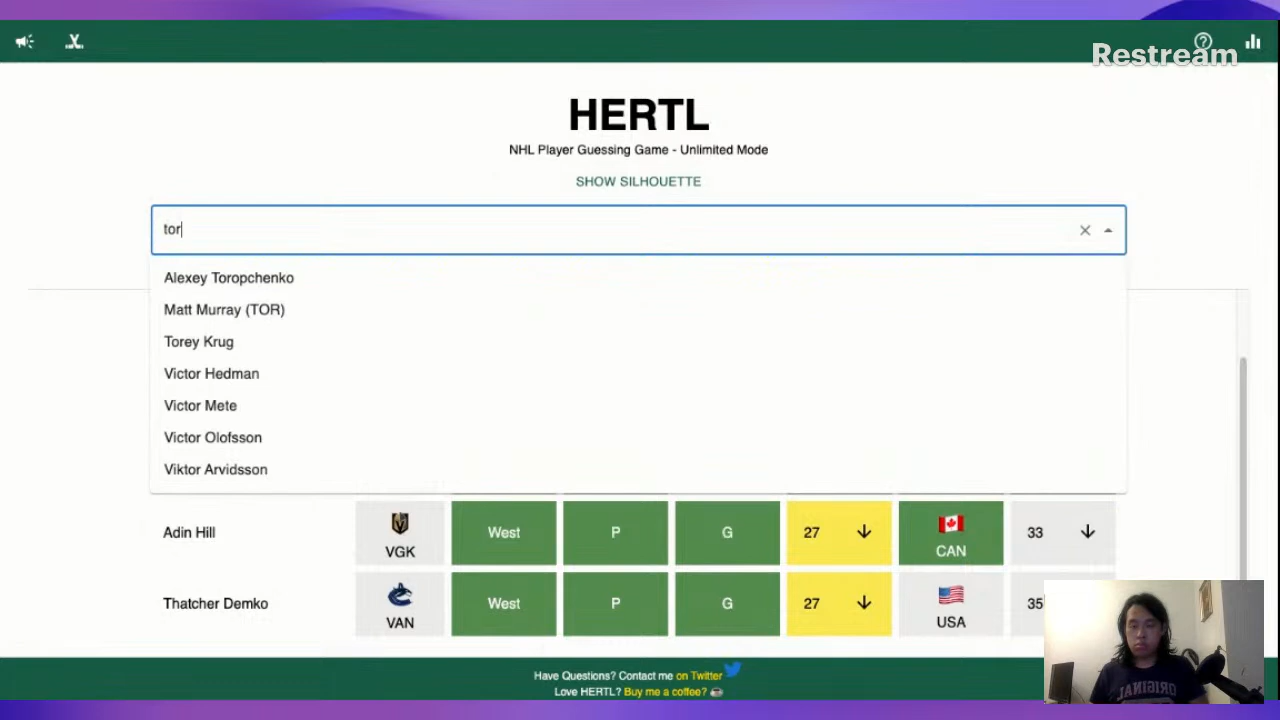 Restream
HERTL
NHL Player Guessing Game - Unlimited Mode
SHOW SILHOUETTE
tor
Alexey Toropchenko
Matt Murray (TOR)
Torey Krug
Victor Hedman
Victor Mete
Victor Olofsson
Viktor Arvidsson
Adin Hill VGK West P G 27 CAN 33
Thatcher Demko VAN West P G 27 USA 35
Have Questions? Contact me on Twitter
Love HERTL? Buy me a coffee?
ORIGINAL